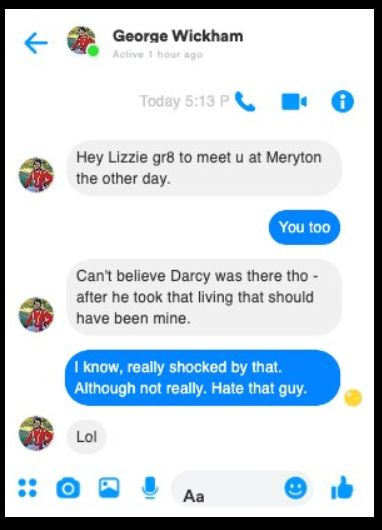 George Wickham
Active 1 hour ago
Today 5:13 P
Hey Lizzie gr8 to meet u at Meryton
the other day.
You too
Can't believe Darcy was there tho -
after he took that living that should
have been mine.
I know, really shocked by that.
Although not really. Hate that guy.
Lol
Aa